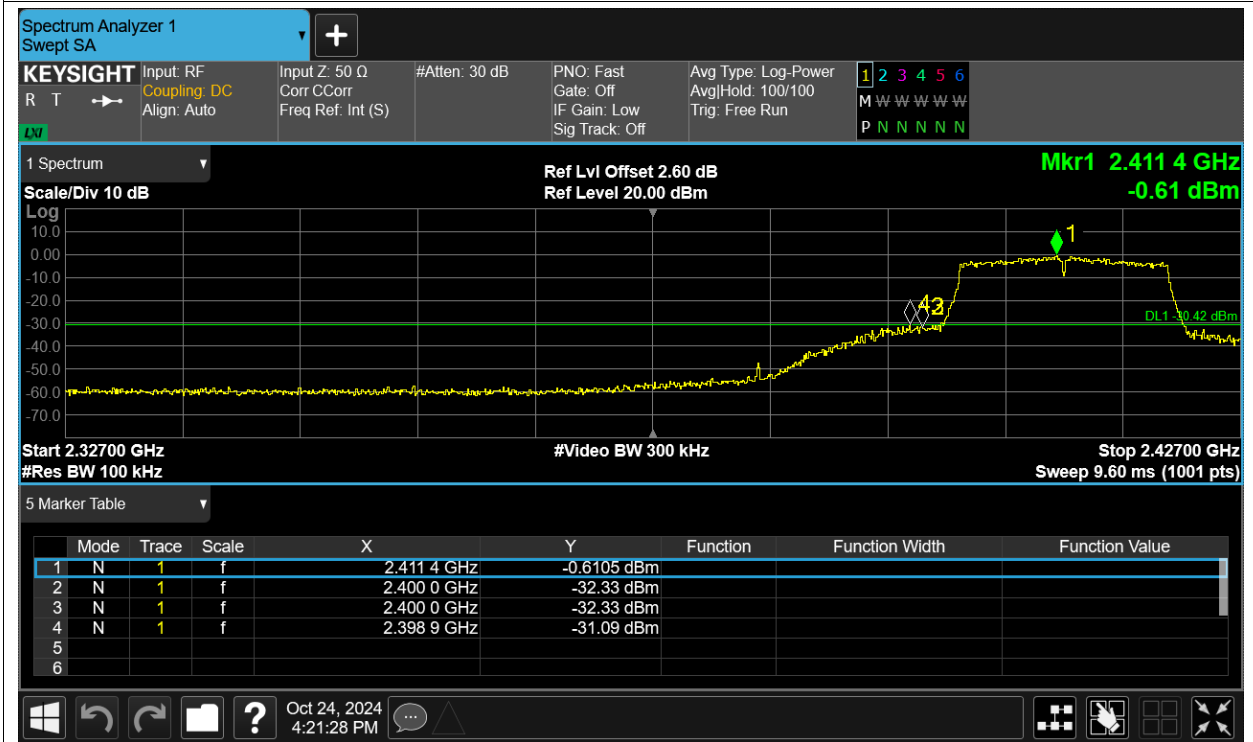 Spectrum Analyzer 1
Swept SA
+
KEYSIGHT Input: RF Input Z: 50 Ω #Atten: 30 dB PNO: Fast Avg Type: Log-Power 1 2 3 4 5 6
R T Coupling: DC Corr CCorr Gate: Off Avg|Hold: 100/100 M W W W W W
Align: Auto Freq Ref: Int (S) IF Gain: Low Trig: Free Run
LXI Sig Track: Off P N N N N N
1 Spectrum Ref Lvl Offset 2.60 dB Mkr1 2.411 4 GHz
Scale/Div 10 dB Ref Level 20.00 dBm -0.61 dBm
Log
10.0
1
0.00
-10.0
-20.0
-30.0
DL1 -30.42 dBm
-40.0
-50.0
-60.0
-70.0
Start 2.32700 GHz #Video BW 300 kHz Stop 2.42700 GHz
#Res BW 100 kHz Sweep 9.60 ms (1001 pts)
5 Marker Table
Mode Trace Scale X Y Function Function Width Function Value
1 N 1 f 2.411 4 GHz -0.6105 dBm
2 N 1 f 2.400 0 GHz -32.33 dBm
3 N 1 f 2.400 0 GHz -32.33 dBm
4 N 1 f 2.398 9 GHz -31.09 dBm
5
6
? Oct 24, 2024
4:21:28 PM